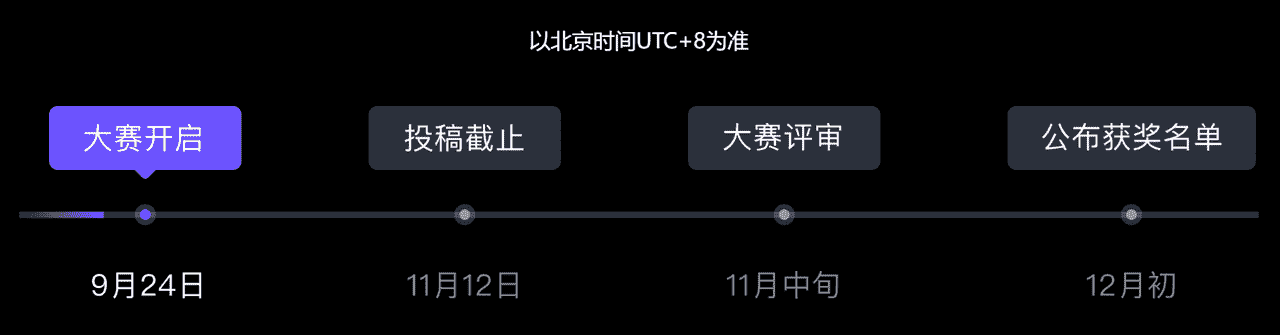 以北京时间UTC+8为准
大赛开启
投稿截止
大赛评审
公布获奖名单
9月24日
11月12日
11月中旬
12月初